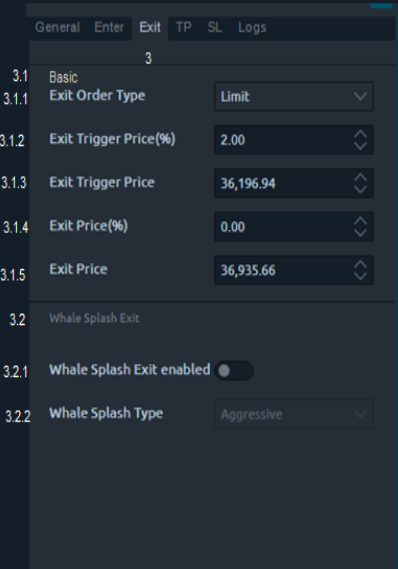 General Enter Exit TP SL Logs
3
3.1 Basic
3.1.1 Exit Order Type Limit
3.1.2 Exit Trigger Price(%) 2.00
3.1.3 Exit Trigger Price 36,196.94
3.1.4 Exit Price(%) 0.00
3.1.5 Exit Price 36,935.66
3.2 Whale Splash Exit
3.2.1 Whale Splash Exit enabled
3.2.2 Whale Splash Type Aggressive